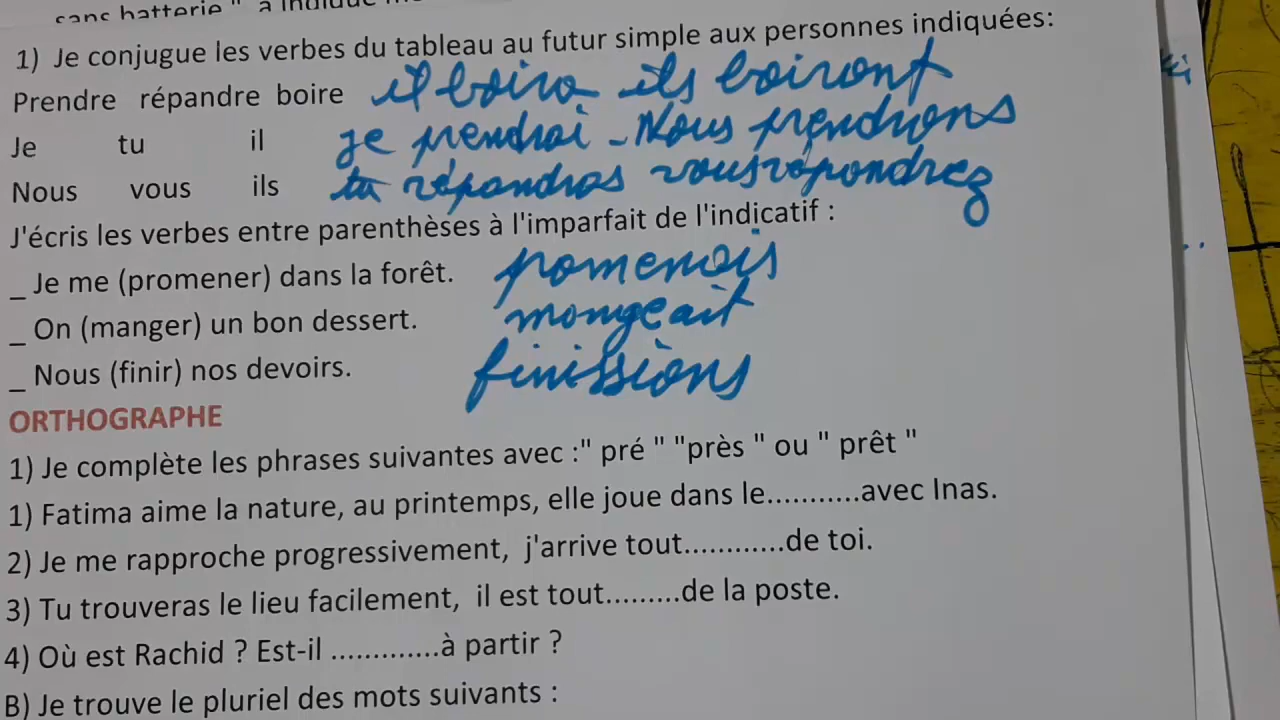 sans batterie " a indiqué
1) Je conjugue les verbes du tableau au futur simple aux personnes indiquées:
Prendre répandre boire il boira ils boiront
Je tu il je prendrai - Nous prendrons
Nous vous ils tu répandras vous répondrez
J'écris les verbes entre parenthèses à l'imparfait de l'indicatif :
_ Je me (promener) dans la forêt. pomenais
_ On (manger) un bon dessert. mangeait
_ Nous (finir) nos devoirs. finissions
ORTHOGRAPHE
1) Je complète les phrases suivantes avec :" pré " "près " ou " prêt "
1) Fatima aime la nature, au printemps, elle joue dans le...........avec Inas.
2) Je me rapproche progressivement, j'arrive tout............de toi.
3) Tu trouveras le lieu facilement, il est tout.........de la poste.
4) Où est Rachid ? Est-il .............à partir ?
B) Je trouve le pluriel des mots suivants :